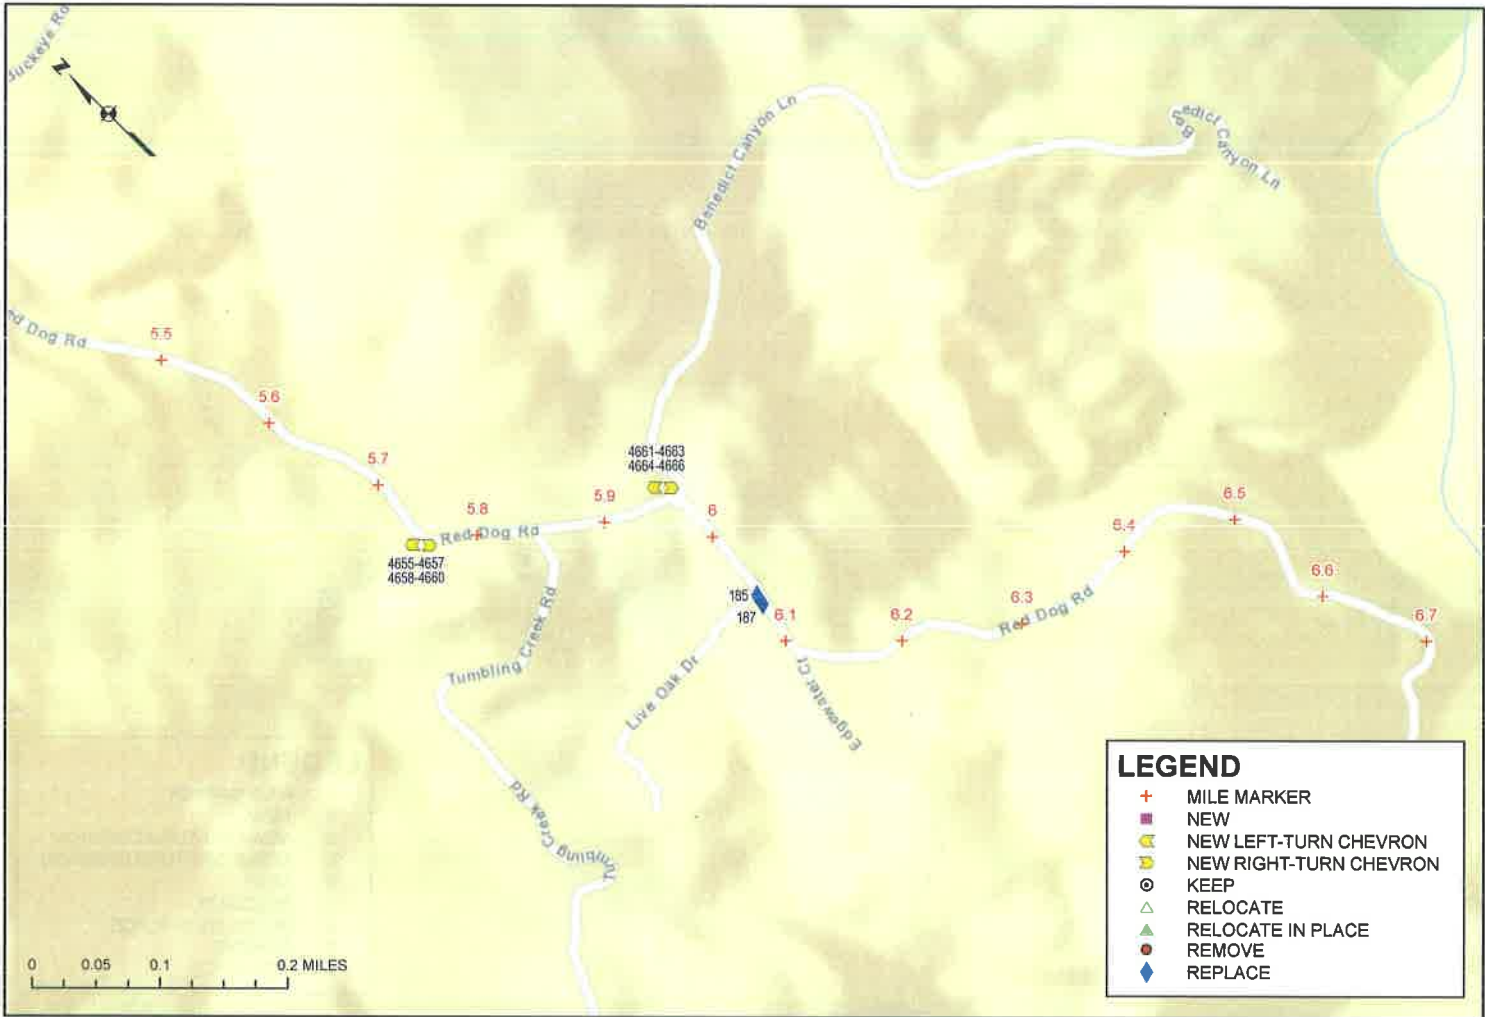 Buckeye Rd
N
Benedict Canyon Ln
edict Canyon Ln
ed Dog Rd
5.5
5.6
5.7
5.8
5.9
6
6.1
6.2
6.3
6.4
6.5
6.6
6.7
4661-4663
4664-4666
Red Dog Rd
4655-4657
4658-4660
185
187
Red Dog Rd
Tumbling Creek Rd
Live Oak Dr
Edgewater Ct
Tumbling Creek Rd
LEGEND
MILE MARKER
NEW
NEW LEFT-TURN CHEVRON
NEW RIGHT-TURN CHEVRON
KEEP
RELOCATE
RELOCATE IN PLACE
REMOVE
REPLACE
0 0.05 0.1 0.2 MILES